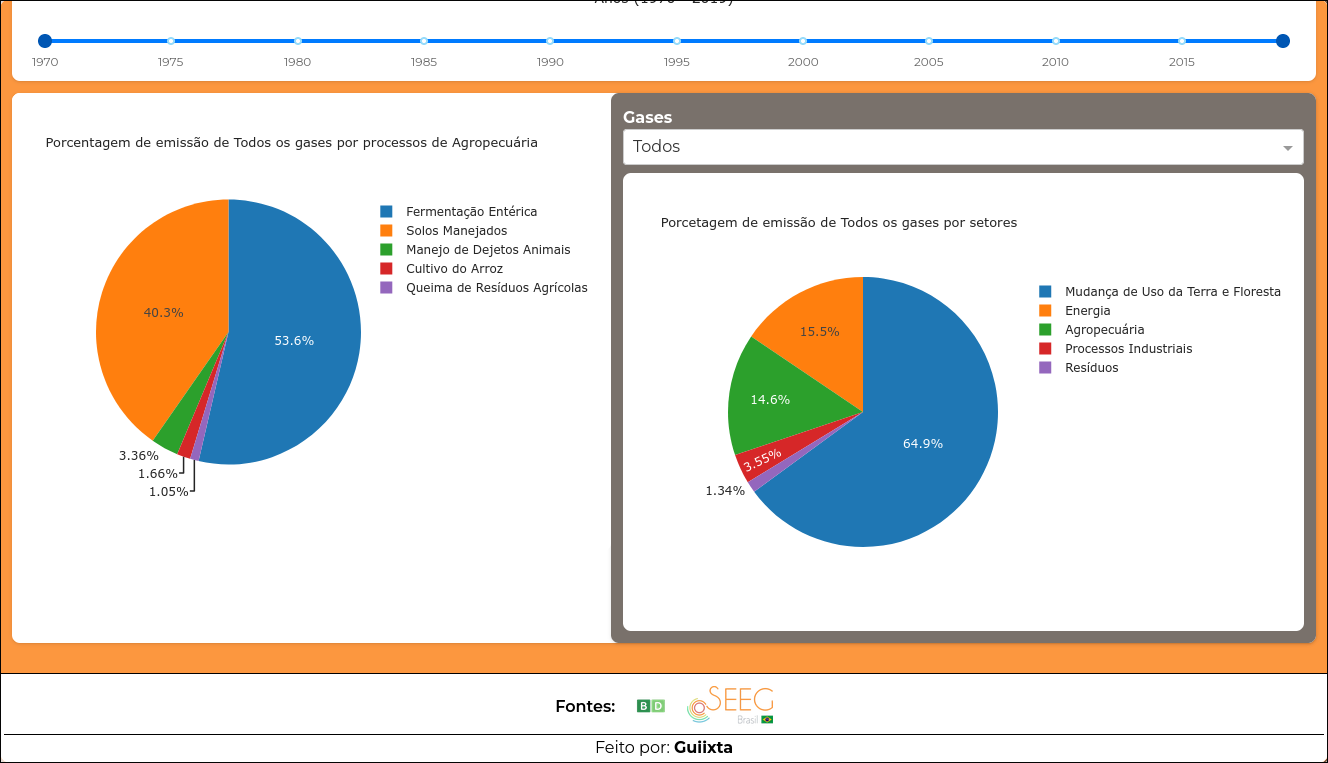 Anos (1970 - 2019)
1970 1975 1980 1985 1990 1995 2000 2005 2010 2015
Porcentagem de emissão de Todos os gases por processos de Agropecuária
53.6%
40.3%
3.36%
1.66%
1.05%
Fermentação Entérica
Solos Manejados
Manejo de Dejetos Animais
Cultivo do Arroz
Queima de Resíduos Agrícolas
Gases
Todos
Porcetagem de emissão de Todos os gases por setores
64.9%
15.5%
14.6%
3.55%
1.34%
Mudança de Uso da Terra e Floresta
Energia
Agropecuária
Processos Industriais
Resíduos
Fontes: B D SEEG
Brasil
Feito por: Guiixta